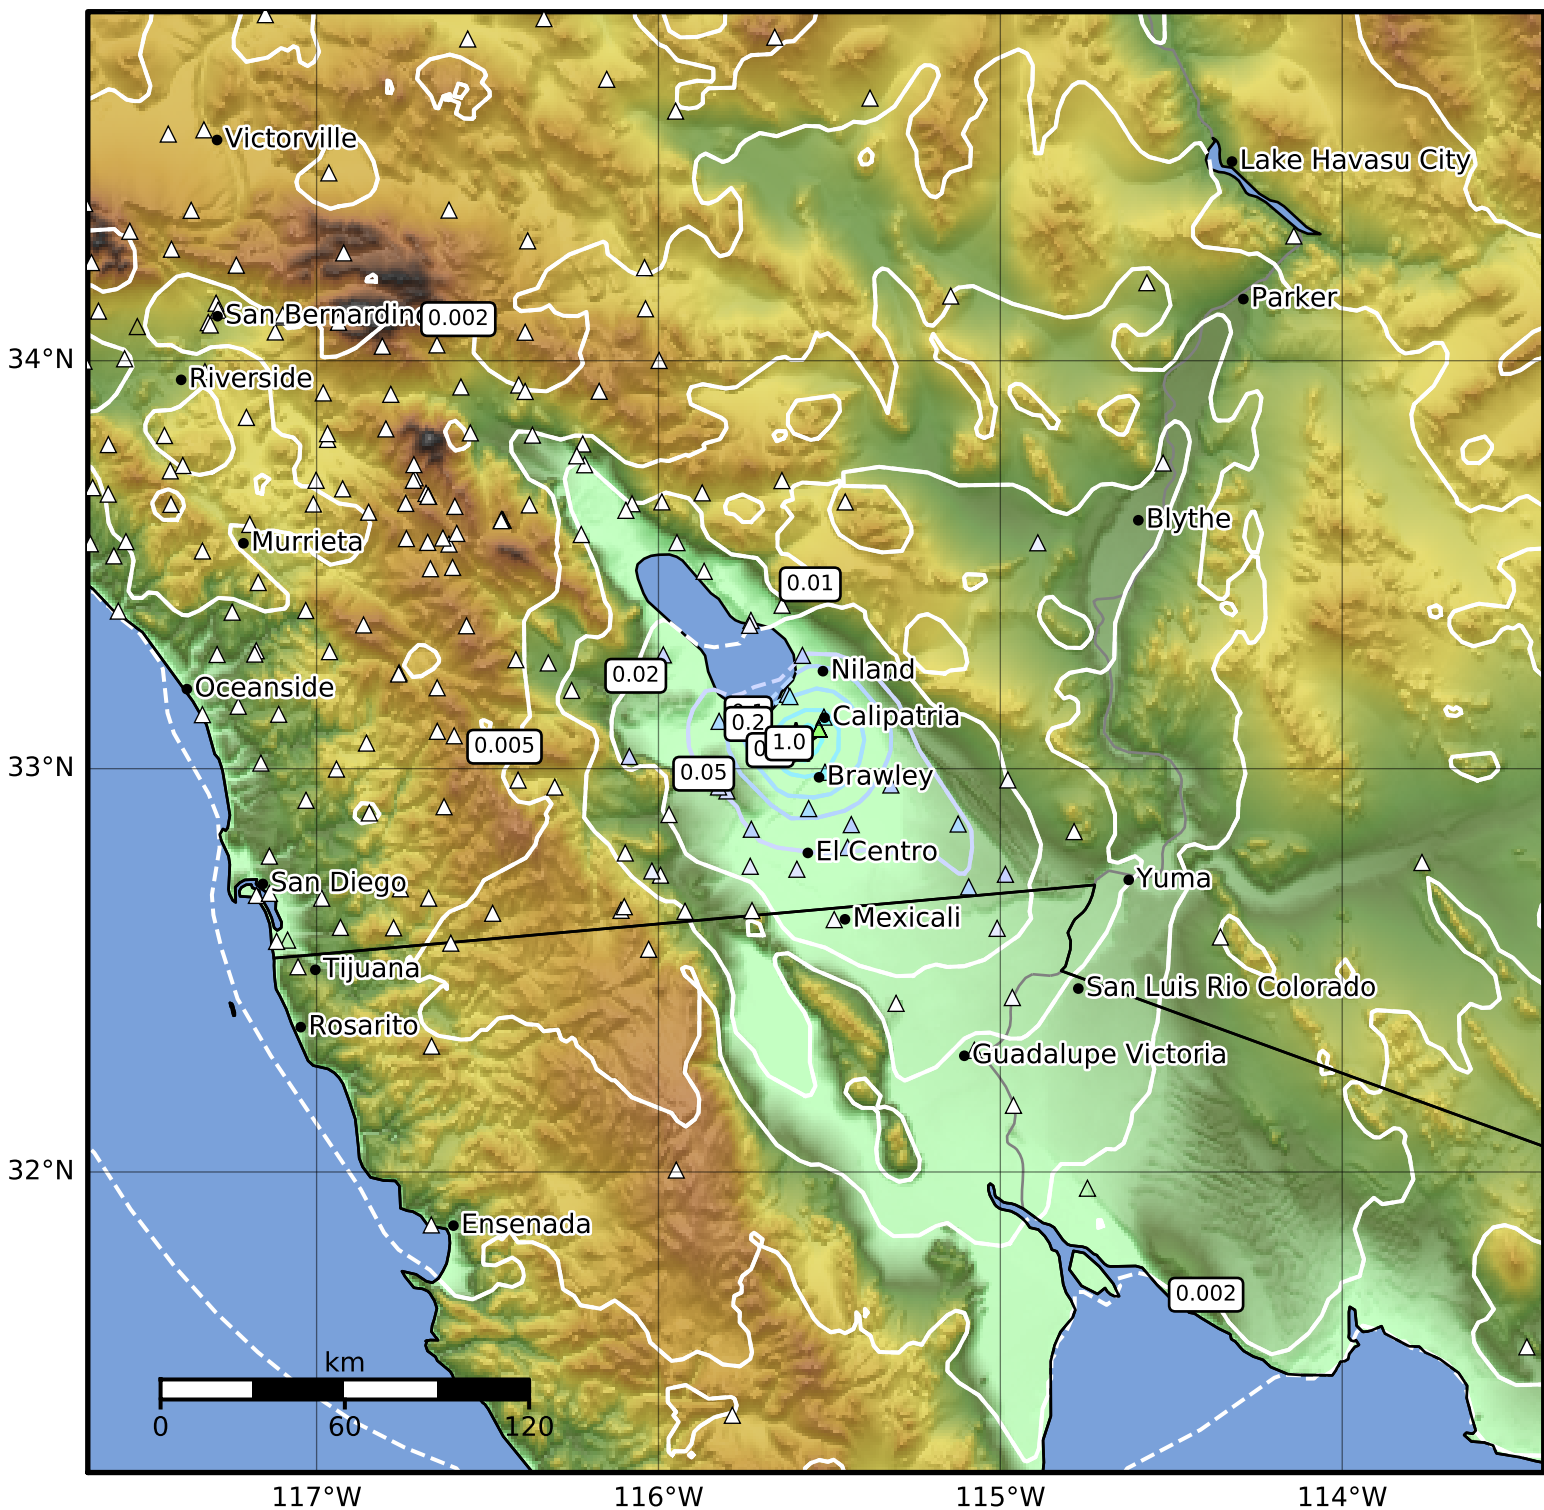 Victorville
Lake Havasu City
Parker
San Bernardino
0.002
34°N
Riverside
Blythe
Murrieta
0.01
Niland
0.02
Oceanside
Calipatria
0.2
1.0
0.005
33°N
0.05
Brawley
El Centro
Yuma
San Diego
Mexicali
Tijuana
San Luis Rio Colorado
Rosarito
Guadalupe Victoria
32°N
Ensenada
0.002
km
0 60 120
117°W 116°W 115°W 114°W